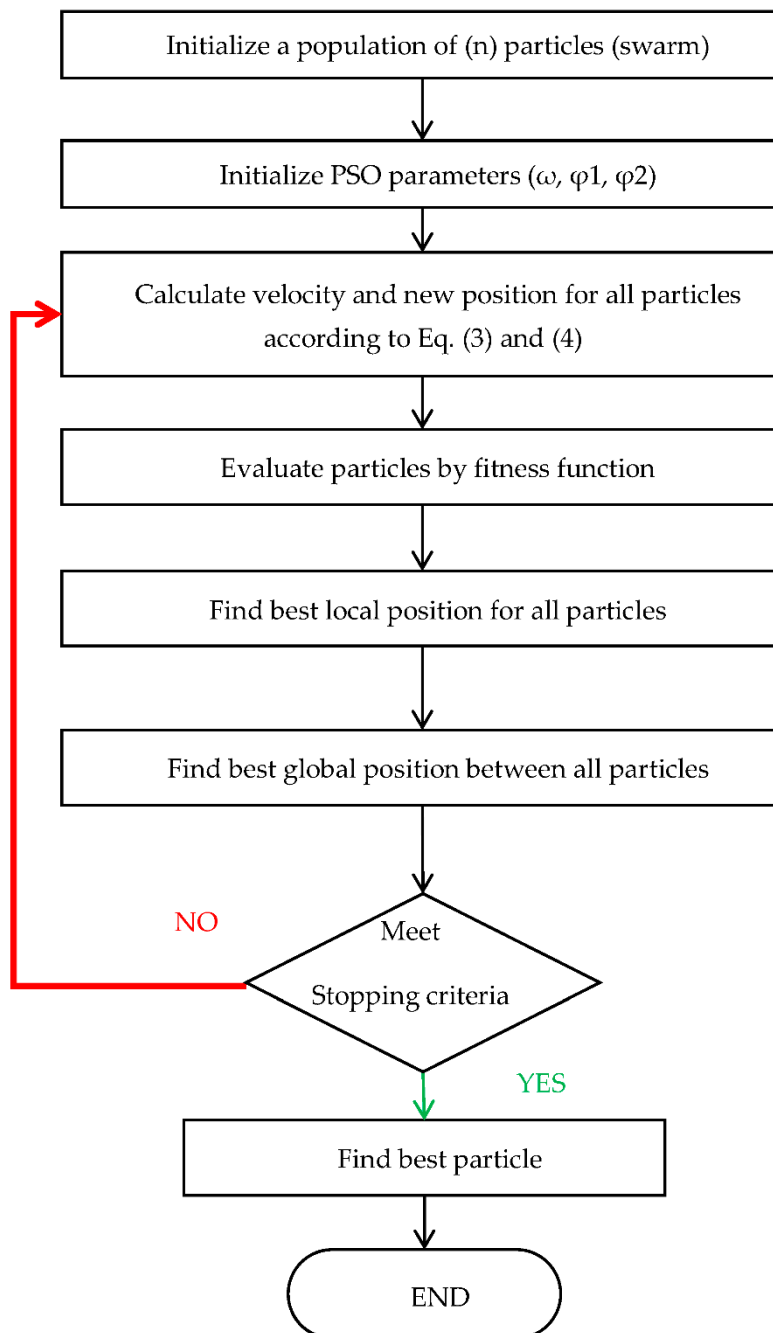 Initialize a population of (n) particles (swarm)
Initialize PSO parameters (ω, φ1, φ2)
Calculate velocity and new position for all particles
according to Eq. (3) and (4)
Evaluate particles by fitness function
Find best local position for all particles
Find best global position between all particles
NO
Meet
Stopping criteria
YES
Find best particle
END